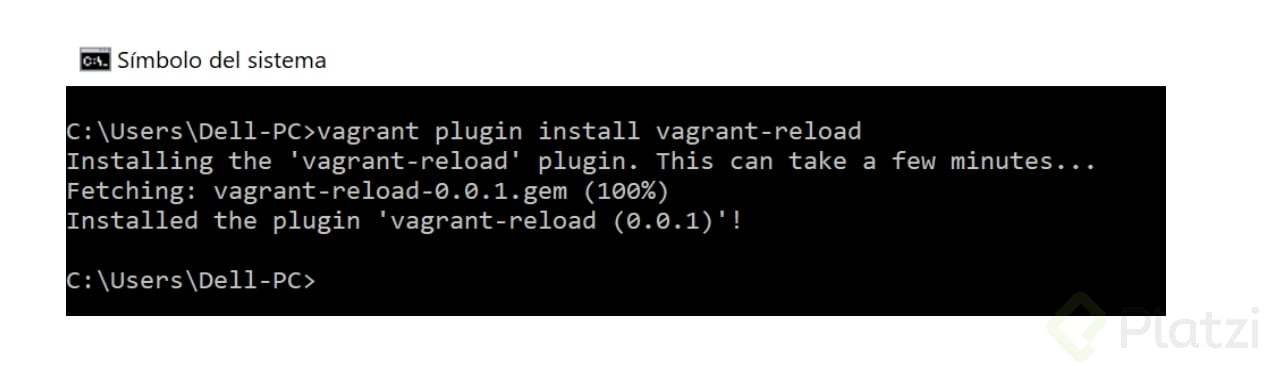 Símbolo del sistema
C:\Users\Dell-PC>vagrant plugin install vagrant-reload
Installing the 'vagrant-reload' plugin. This can take a few minutes...
Fetching: vagrant-reload-0.0.1.gem (100%)
Installed the plugin 'vagrant-reload (0.0.1)'!
C:\Users\Dell-PC>
Platzi